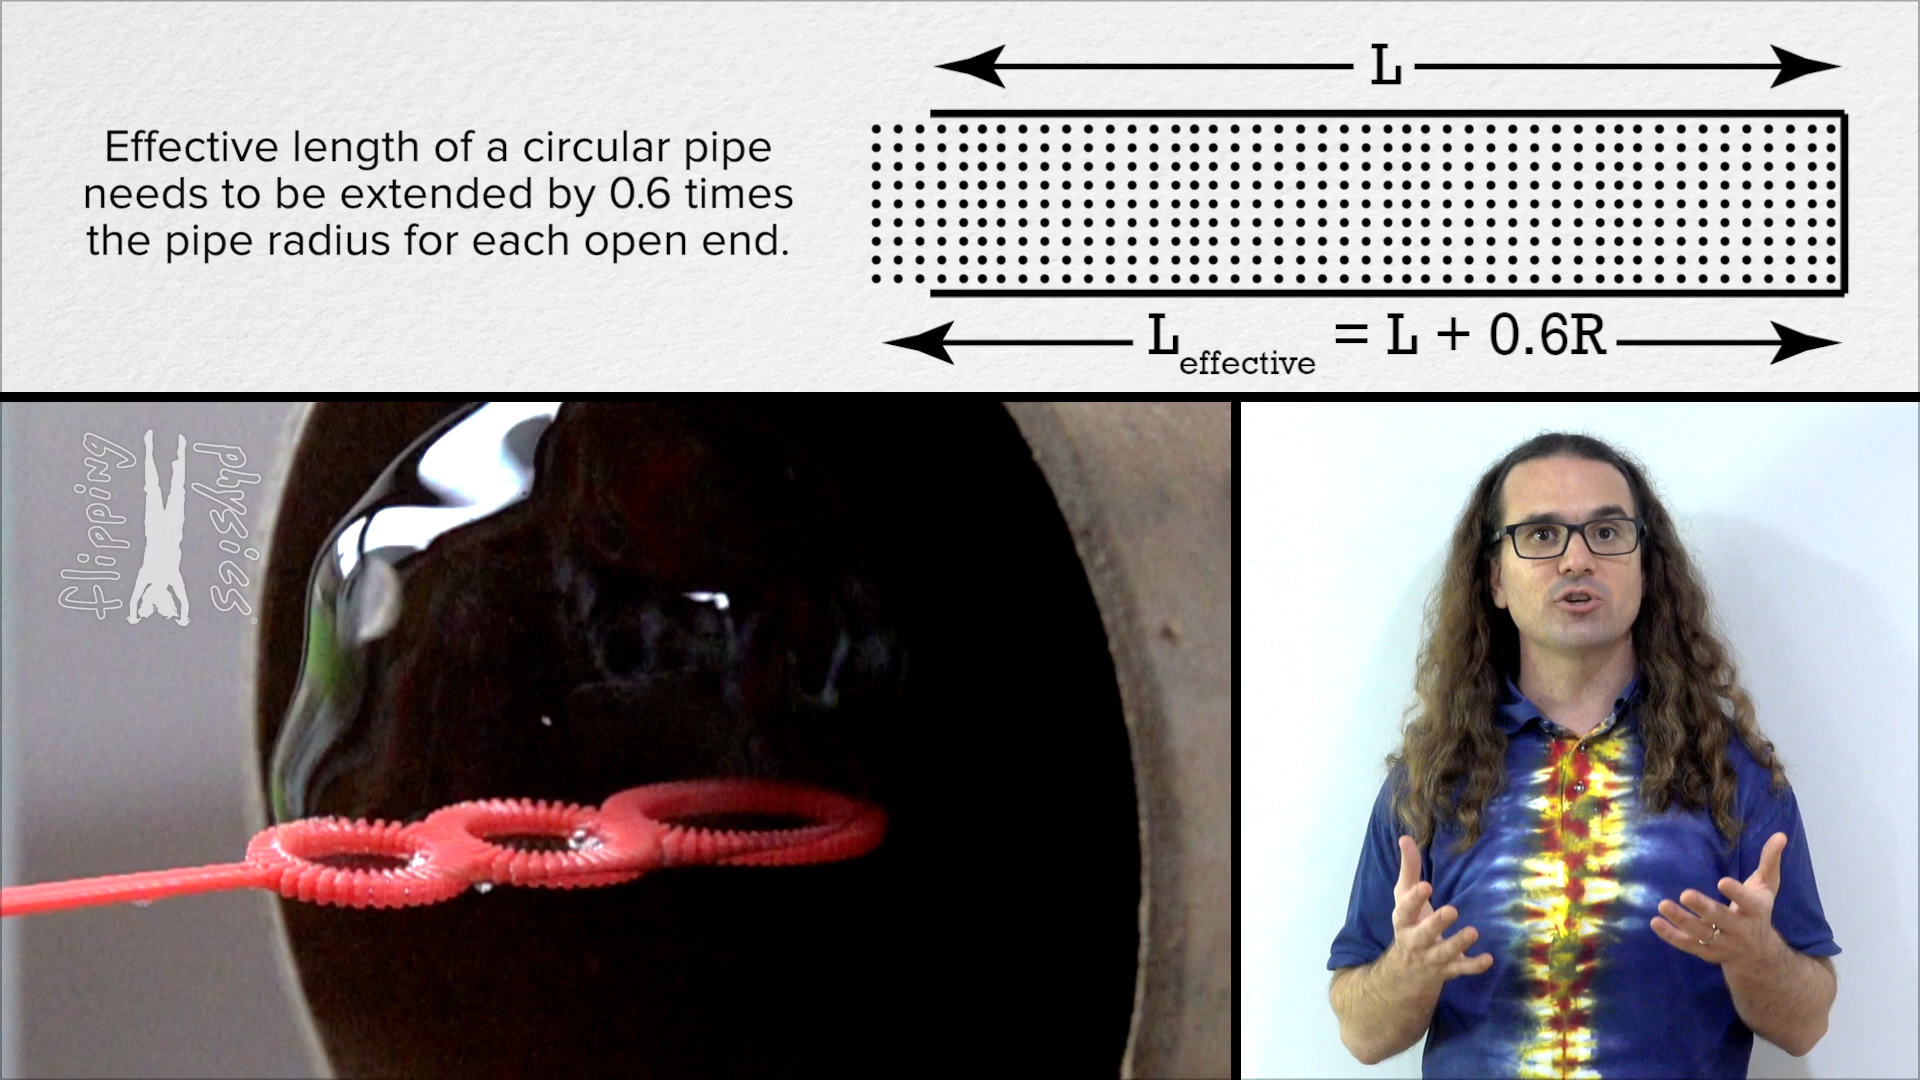 Effective length of a circular pipe
needs to be extended by 0.6 times
the pipe radius for each open end.
L
L effective = L + 0.6R
flipping
physics
®